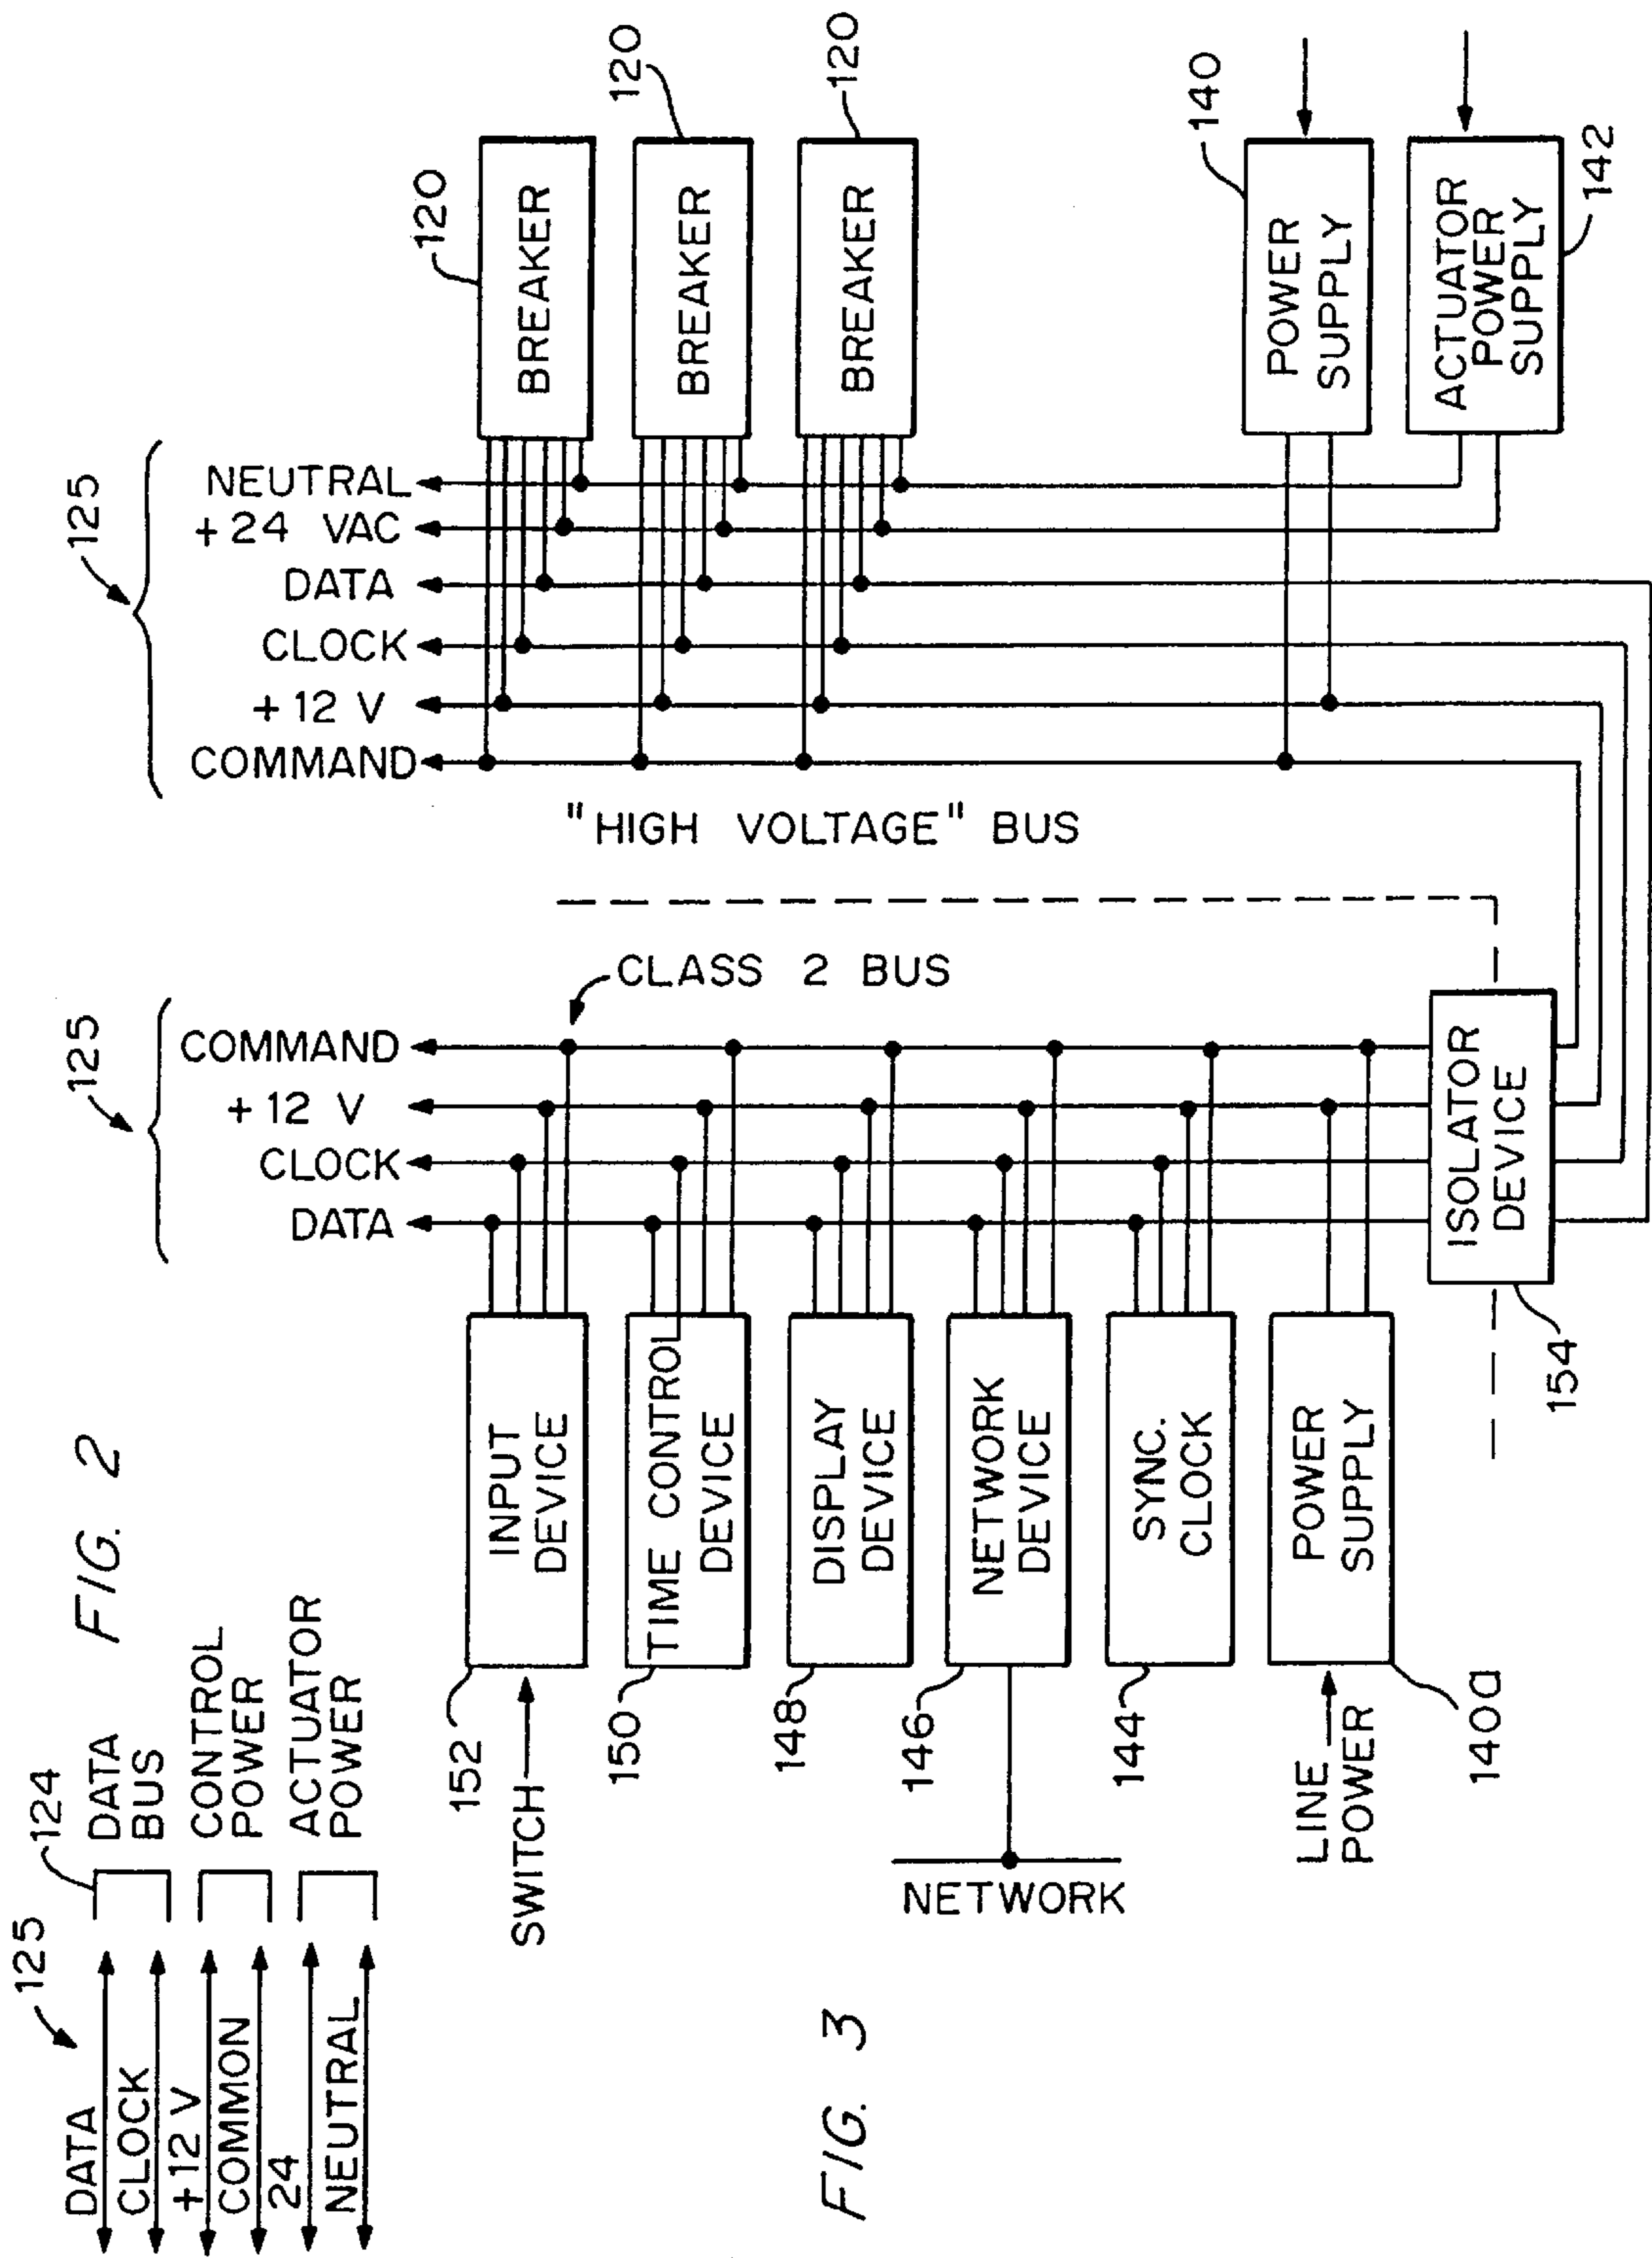 FIG. 2
125
124
DATA
CLOCK
+12 V
COMMON
24
NEUTRAL
DATA
BUS
CONTROL
POWER
ACTUATOR
POWER
FIG. 3
125
COMMAND
+12 V
CLOCK
DATA
CLASS 2 BUS
INPUT
DEVICE
152
SWITCH
TIME CONTROL
DEVICE
150
DISPLAY
DEVICE
148
NETWORK
DEVICE
146
NETWORK
SYNC.
CLOCK
144
POWER
SUPPLY
140a
LINE
POWER
ISOLATOR
DEVICE
154
125
NEUTRAL
+24 VAC
DATA
CLOCK
+12 V
COMMAND
"HIGH VOLTAGE" BUS
BREAKER
120
BREAKER
120
BREAKER
120
POWER
SUPPLY
140
ACTUATOR
POWER
SUPPLY
142